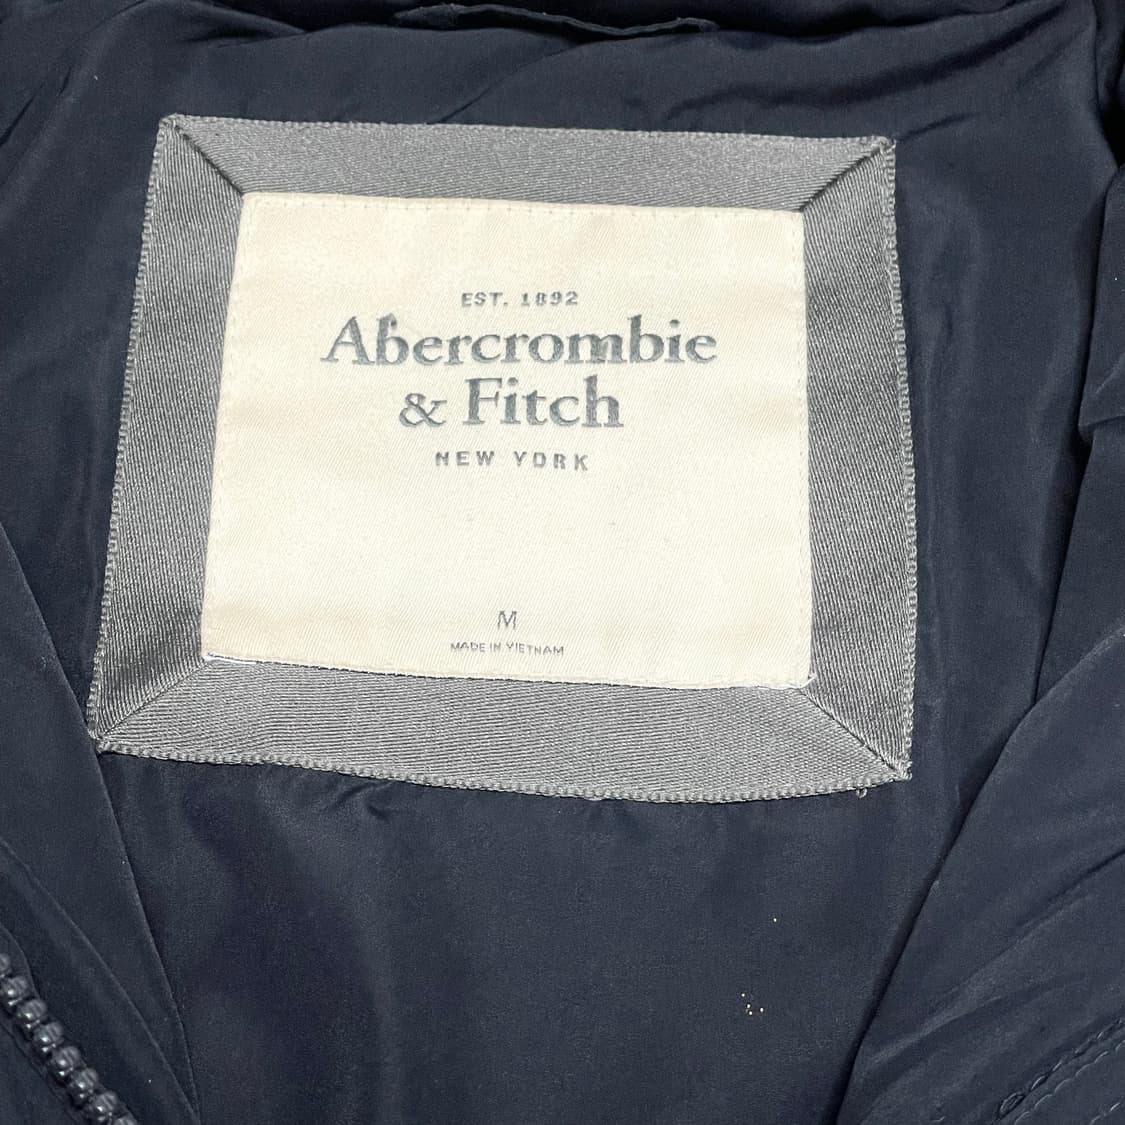 EST. 1892
Abercrombie
& Fitch
NEW YORK
M
MADE IN VIETNAM